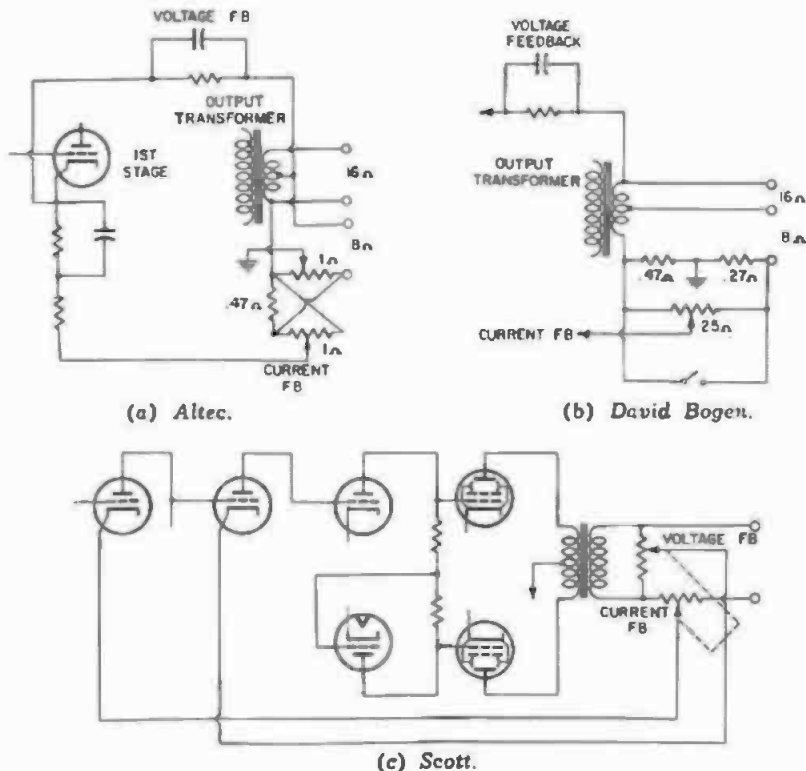 VOLTAGE FB
OUTPUT
TRANSFORMER
1ST
STAGE
16Ω
8Ω
1Ω
.47Ω
1Ω
CURRENT
FB
(a) Altec.
VOLTAGE
FEEDBACK
OUTPUT
TRANSFORMER
16Ω
8Ω
.47Ω
.27Ω
CURRENT FB
25Ω
(b) David Bogen.
VOLTAGE FB
CURRENT
FB
(c) Scott.